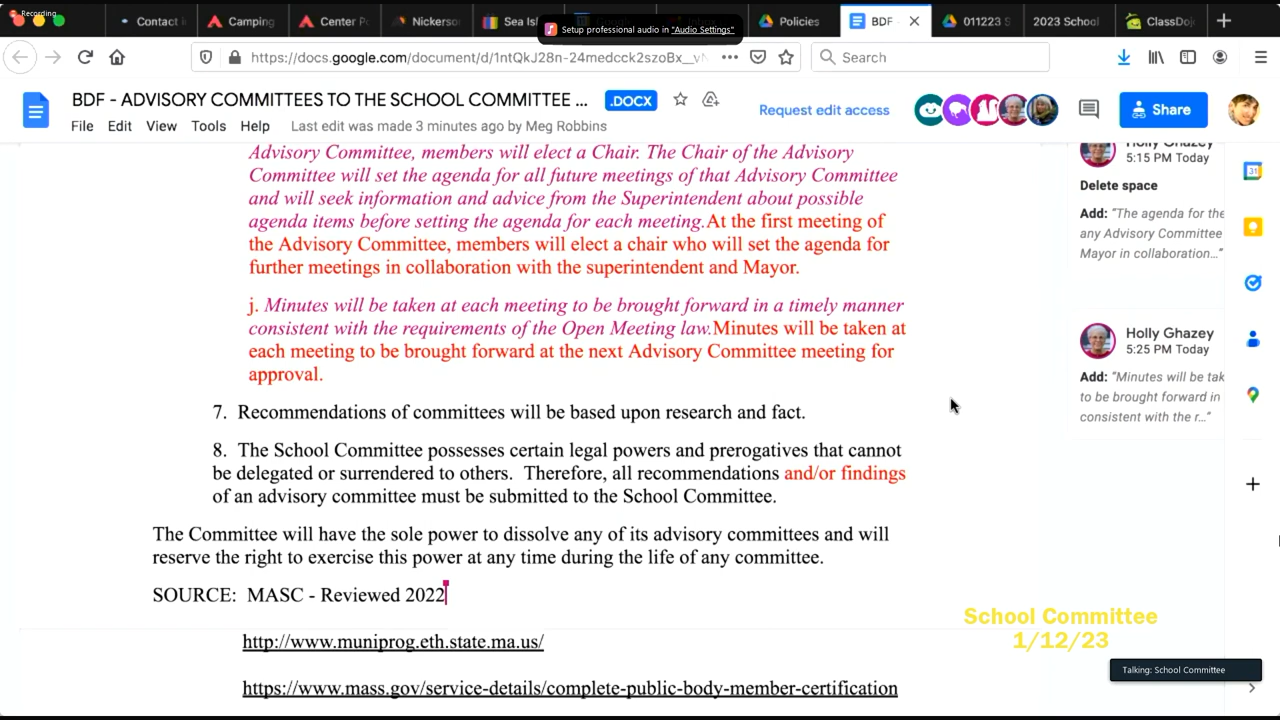 Recording
Contact
Camping
Center
Nickerson
Sea Isl
Policies
BDF
011223 S
2023 School
ClassDoj
Setup professional audio in "Audio Settings"
https://docs.google.com/document/d/1ntQkJ28n-24medcck2szoBx__vN
Search
BDF - ADVISORY COMMITTEES TO THE SCHOOL COMMITTEE ...
.DOCX
Request edit access
Share
File Edit View Tools Help Last edit was made 3 minutes ago by Meg Robbins
Advisory Committee, members will elect a Chair. The Chair of the Advisory
Committee will set the agenda for all future meetings of that Advisory Committee
and will seek information and advice from the Superintendent about possible
agenda items before setting the agenda for each meeting.At the first meeting of
the Advisory Committee, members will elect a chair who will set the agenda for
further meetings in collaboration with the superintendent and Mayor.
j. Minutes will be taken at each meeting to be brought forward in a timely manner
consistent with the requirements of the Open Meeting law.Minutes will be taken at
each meeting to be brought forward at the next Advisory Committee meeting for
approval.
7. Recommendations of committees will be based upon research and fact.
8. The School Committee possesses certain legal powers and prerogatives that cannot
be delegated or surrendered to others. Therefore, all recommendations and/or findings
of an advisory committee must be submitted to the School Committee.
The Committee will have the sole power to dissolve any of its advisory committees and will
reserve the right to exercise this power at any time during the life of any committee.
SOURCE: MASC - Reviewed 2022
http://www.muniprog.eth.state.ma.us/
https://www.mass.gov/service-details/complete-public-body-member-certification
Holly Ghazey
5:15 PM Today
Delete space
Add: "The agenda for the
any Advisory Committee
Mayor in collaboration..."
Holly Ghazey
5:25 PM Today
Add: "Minutes will be tak
to be brought forward in
consistent with the r..."
31
School Committee
1/12/23
Talking: School Committee